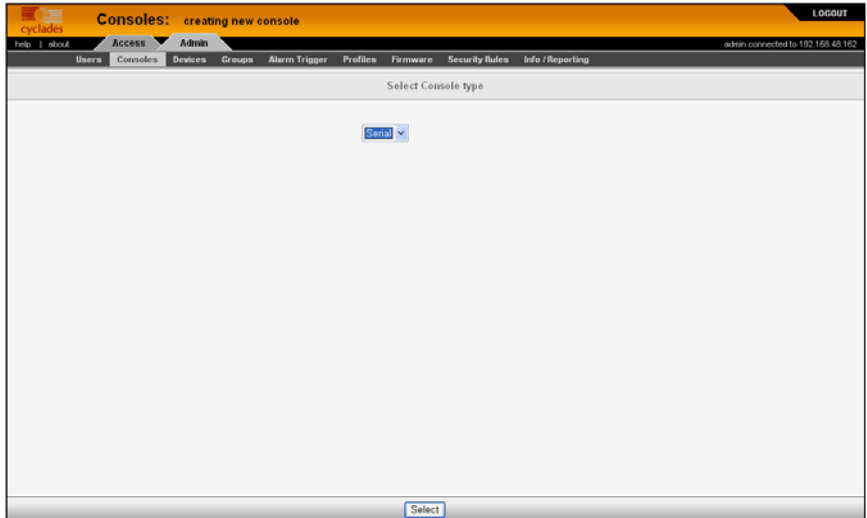 cyclades
Consoles: creating new console
LOGOUT
help | about
Access
Admin
admin connected to 192.168.48.162
Users Consoles Devices Groups Alarm Trigger Profiles Firmware Security Rules Info / Reporting
Select Console type
Serial
Select